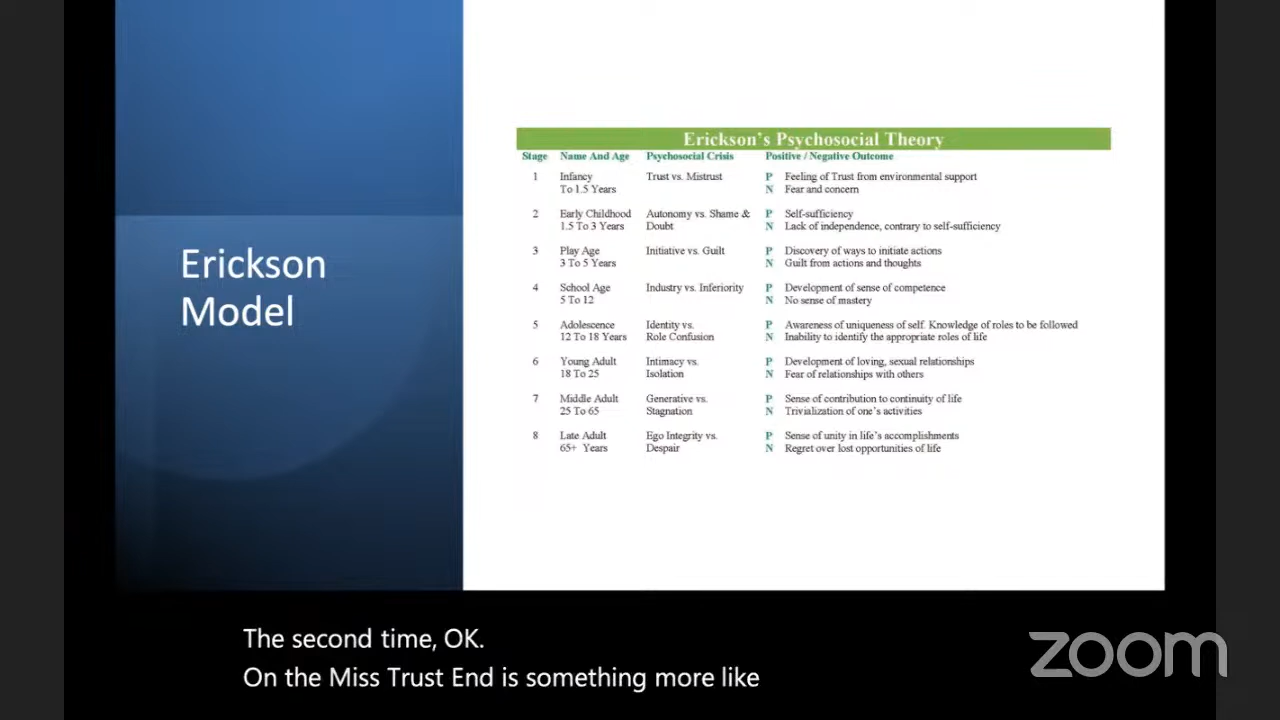 Erickson
Model
Erickson's Psychosocial Theory
Stage Name And Age Psychosocial Crisis Positive / Negative Outcome
1 Infancy Trust vs. Mistrust P Feeling of Trust from environmental support
To 1.5 Years N Fear and concern
2 Early Childhood Autonomy vs. Shame & P Self-sufficiency
1.5 To 3 Years Doubt N Lack of independence, contrary to self-sufficiency
3 Play Age Initiative vs. Guilt P Discovery of ways to initiate actions
3 To 5 Years N Guilt from actions and thoughts
4 School Age Industry vs. Inferiority P Development of sense of competence
5 To 12 N No sense of mastery
5 Adolescence Identity vs. P Awareness of uniqueness of self. Knowledge of roles to be followed
12 To 18 Years Role Confusion N Inability to identify the appropriate roles of life
6 Young Adult Intimacy vs. P Development of loving, sexual relationships
18 To 25 Isolation N Fear of relationships with others
7 Middle Adult Generative vs. P Sense of contribution to continuity of life
25 To 65 Stagnation N Trivialization of one's activities
8 Late Adult Ego Integrity vs. P Sense of unity in life's accomplishments
65+ Years Despair N Regret over lost opportunities of life
The second time, OK.
On the Miss Trust End is something more like
zoom